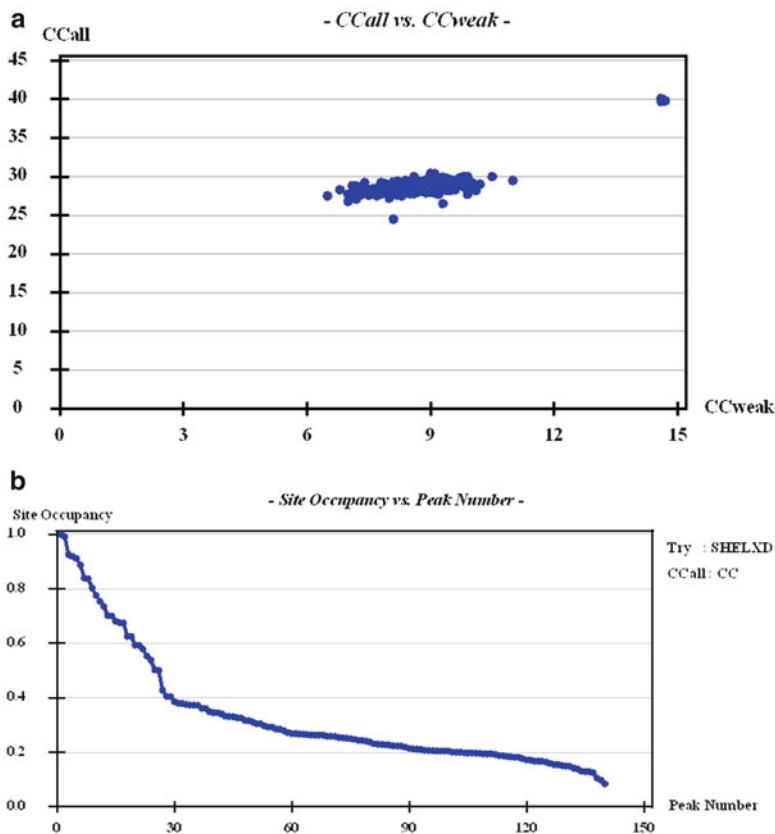 a
- CCall vs. CCweak -
CCall
45
40
35
30
25
20
15
10
5
0
0 3 6 9 12 15
CCweak
b
- Site Occupancy vs. Peak Number -
Site Occupancy
1.0
0.8
0.6
0.4
0.2
0.0
0 30 60 90 120 150
Peak Number
Try : SHELXD
CCall : CC